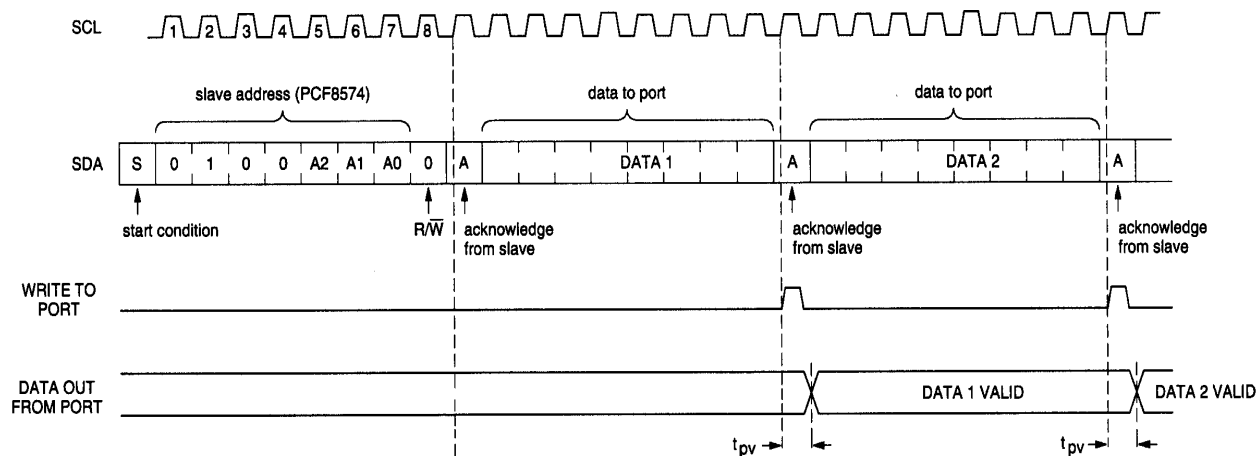 SCL
1 2 3 4 5 6 7 8
slave address (PCF8574)
data to port
data to port
SDA
S 0 1 0 0 A2 A1 A0 0 A DATA 1 A DATA 2 A
start condition
R/W̅
acknowledge
from slave
acknowledge
from slave
acknowledge
from slave
WRITE TO
PORT
DATA OUT
FROM PORT
DATA 1 VALID
DATA 2 VALID
tpv
tpv